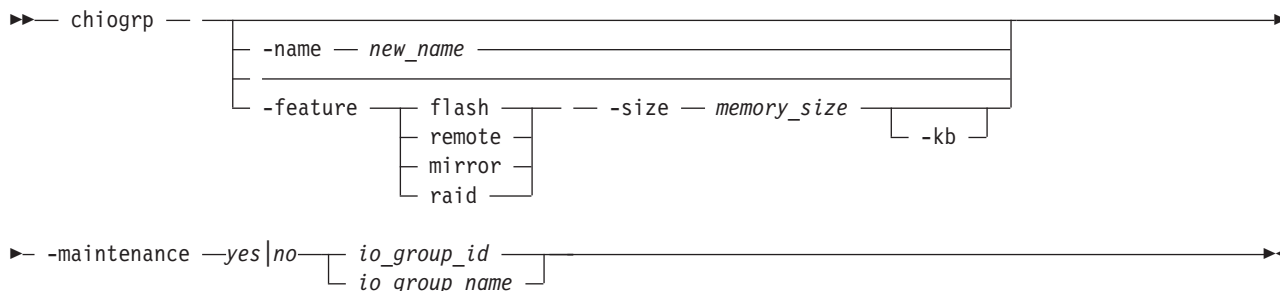 chiogrp
-name new_name
-feature flash -size memory_size
remote -kb
mirror
raid
-maintenance yes|no io_group_id
io_group_name